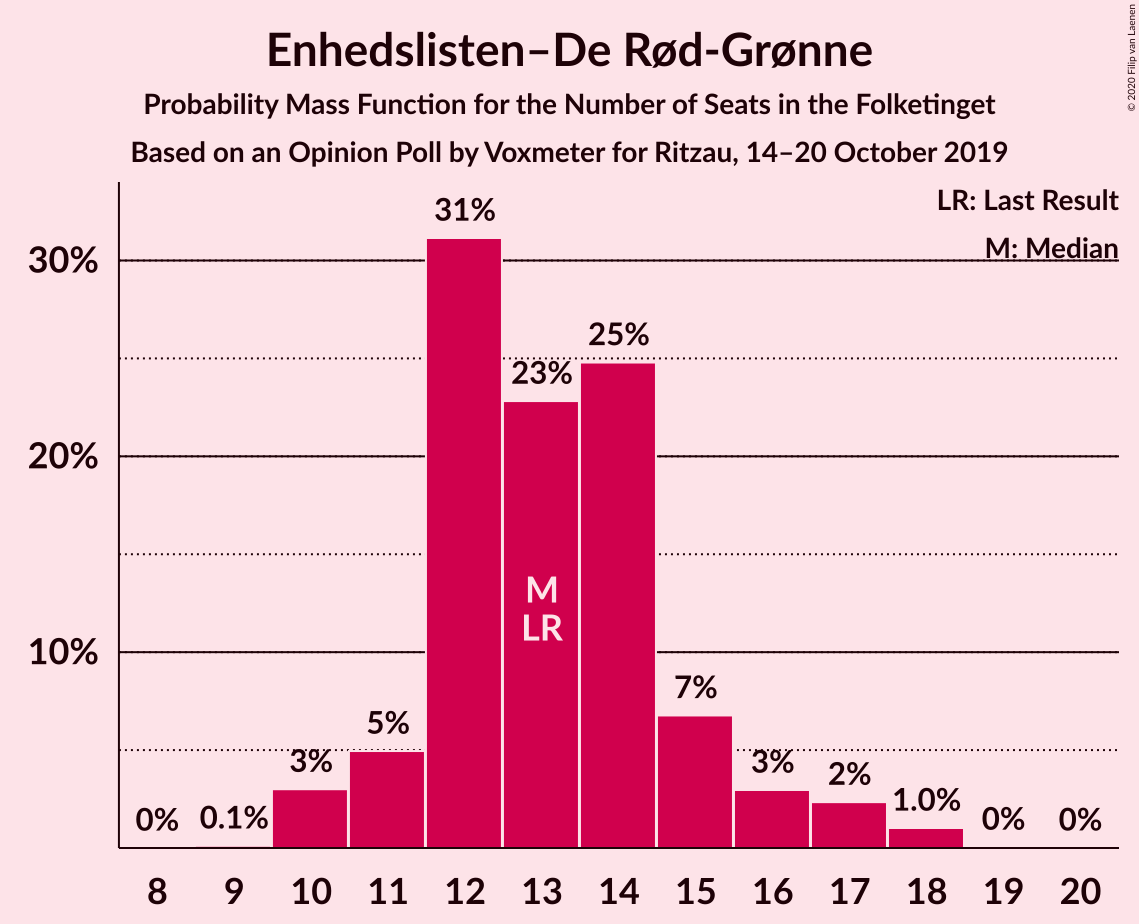 Enhedslisten–De Rød-Grønne
Probability Mass Function for the Number of Seats in the Folketinget
Based on an Opinion Poll by Voxmeter for Ritzau, 14–20 October 2019
© 2020 Filip van Laenen
LR: Last Result
M: Median
30%
20%
10%
0%
0.1%
3%
5%
31%
23%
25%
7%
3%
2%
1.0%
0%
0%
M
LR
8 9 10 11 12 13 14 15 16 17 18 19 20